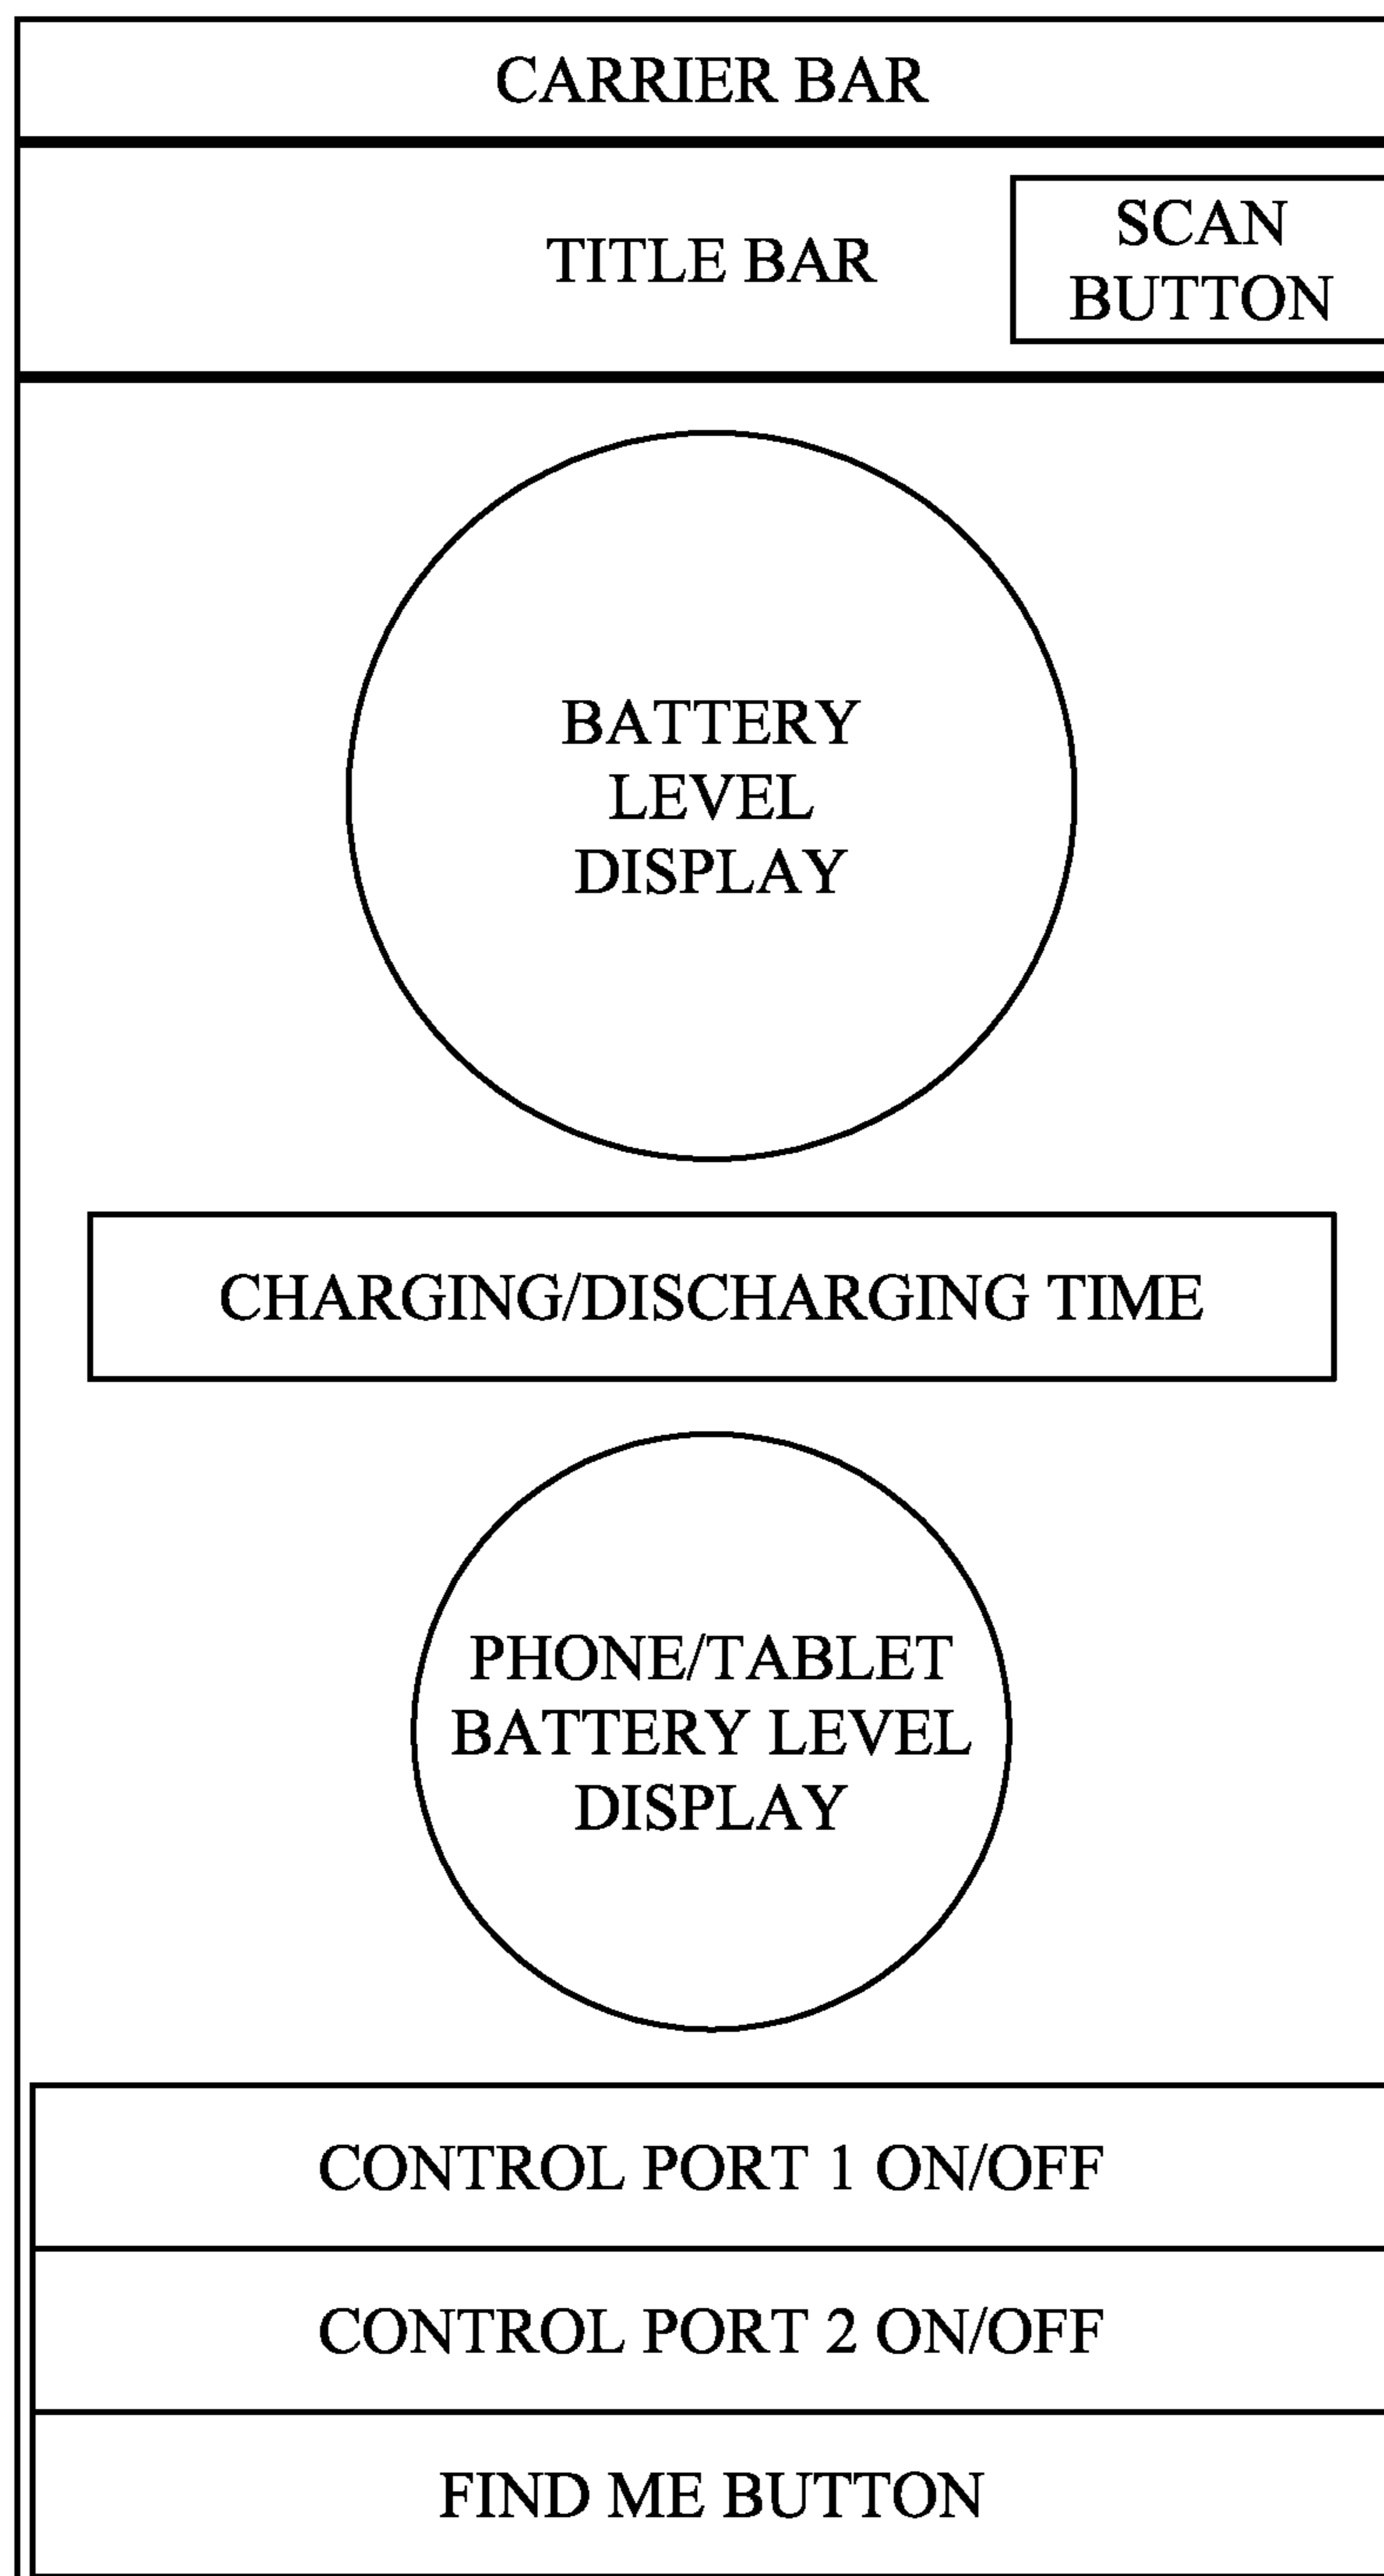 CARRIER BAR
TITLE BAR
SCAN
BUTTON
BATTERY
LEVEL
DISPLAY
CHARGING/DISCHARGING TIME
PHONE/TABLET
BATTERY LEVEL
DISPLAY
CONTROL PORT 1 ON/OFF
CONTROL PORT 2 ON/OFF
FIND ME BUTTON